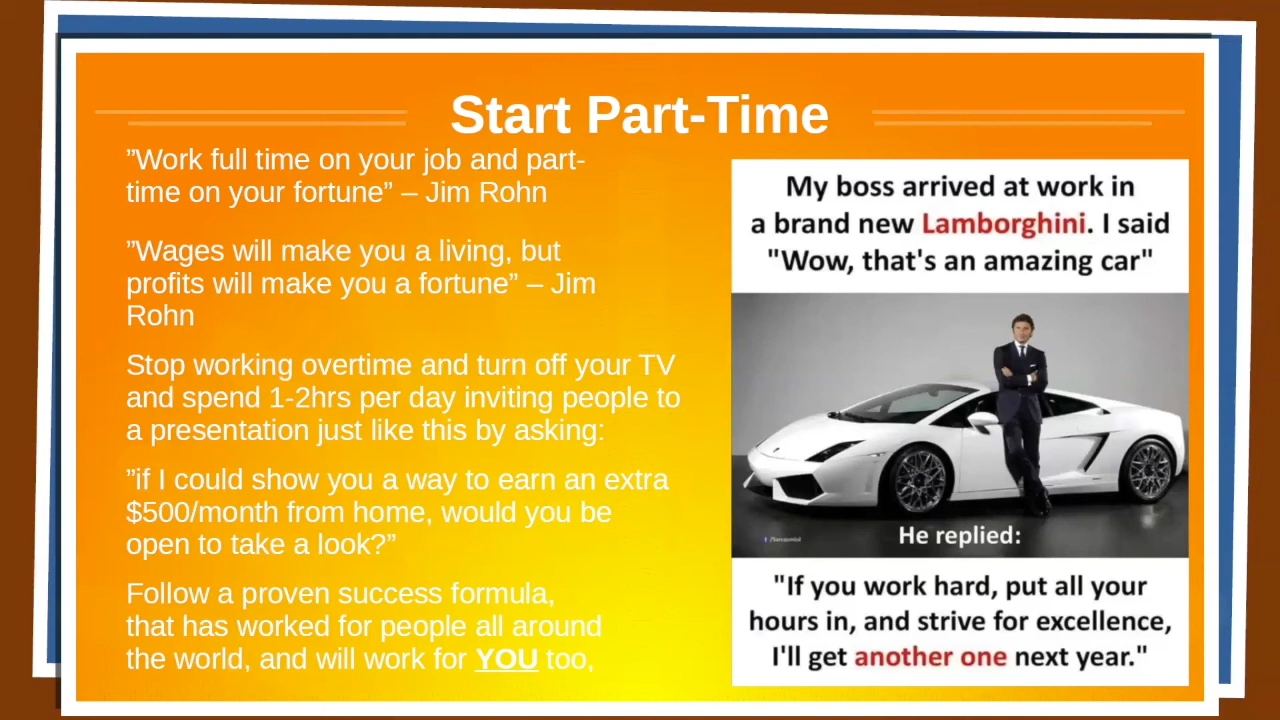 Start Part-Time
”Work full time on your job and part-
time on your fortune” – Jim Rohn
”Wages will make you a living, but
profits will make you a fortune” – Jim
Rohn
Stop working overtime and turn off your TV
and spend 1-2hrs per day inviting people to
a presentation just like this by asking:
”if I could show you a way to earn an extra
$500/month from home, would you be
open to take a look?”
Follow a proven success formula,
that has worked for people all around
the world, and will work for YOU too,
My boss arrived at work in
a brand new Lamborghini. I said
"Wow, that's an amazing car"
He replied:
"If you work hard, put all your
hours in, and strive for excellence,
I'll get another one next year."